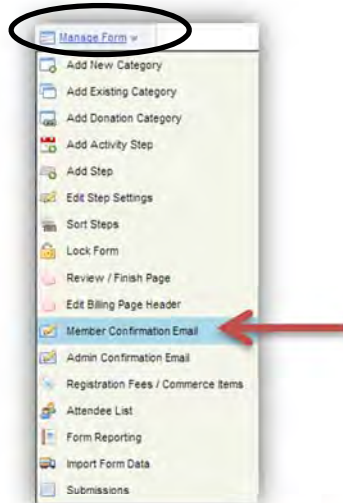 Manage Form
Add New Category
Add Existing Category
Add Donation Category
Add Activity Step
Add Step
Edit Step Settings
Sort Steps
Lock Form
Review / Finish Page
Edit Billing Page Header
Member Confirmation Email
Admin Confirmation Email
Registration Fees / Commerce Items
Attendee List
Form Reporting
Import Form Data
Submissions